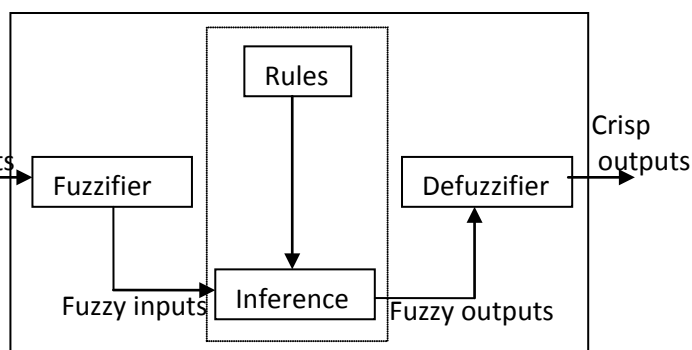 Rules
Crisp
outputs
Fuzzifier
Defuzzifier
Fuzzy inputs
Inference
Fuzzy outputs